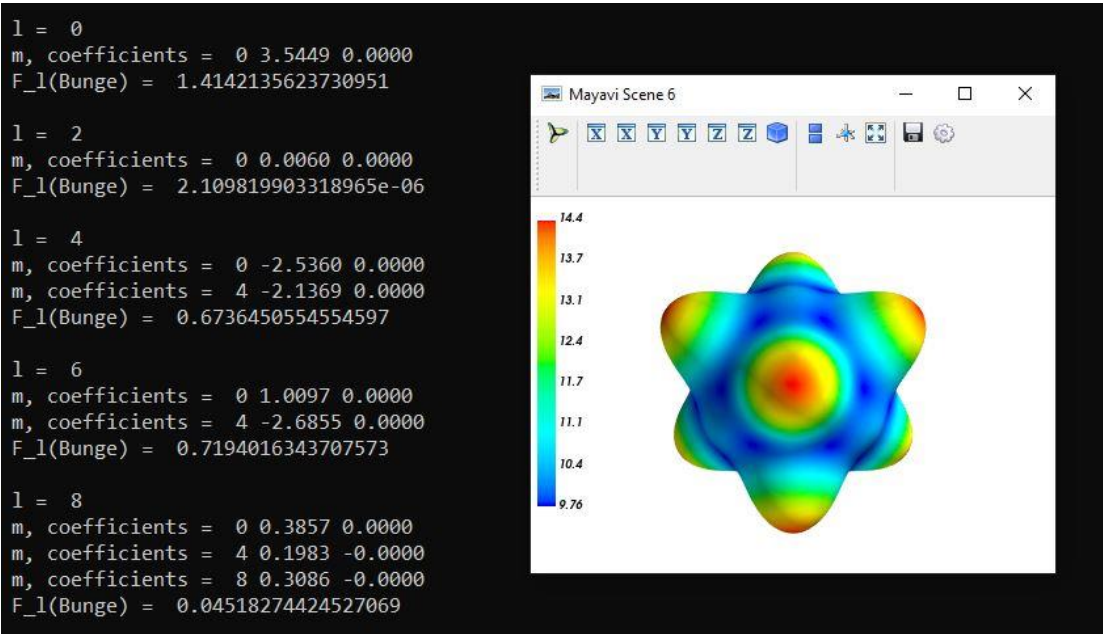 l =  0
m, coefficients =  0 3.5449 0.0000
F_l(Bunge) =  1.4142135623730951
l =  2
m, coefficients =  0 0.0060 0.0000
F_l(Bunge) =  2.109819903318965e-06
l =  4
m, coefficients =  0 -2.5360 0.0000
m, coefficients =  4 -2.1369 0.0000
F_l(Bunge) =  0.6736450554554597
l =  6
m, coefficients =  0 1.0097 0.0000
m, coefficients =  4 -2.6855 0.0000
F_l(Bunge) =  0.7194016343707573
l =  8
m, coefficients =  0 0.3857 0.0000
m, coefficients =  4 0.1983 -0.0000
m, coefficients =  8 0.3086 -0.0000
F_l(Bunge) =  0.04518274424527069
Mayavi Scene 6
X X Y Y Z Z
14.4
13.7
13.1
12.4
11.7
11.1
10.4
9.76